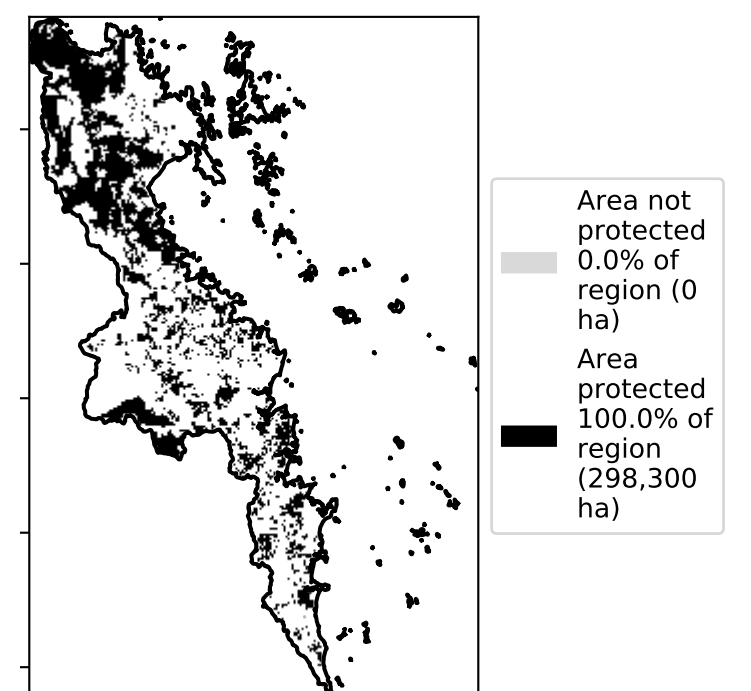 Area not
protected
0.0% of
region (0
ha)
Area
protected
100.0% of
region
(298,300
ha)